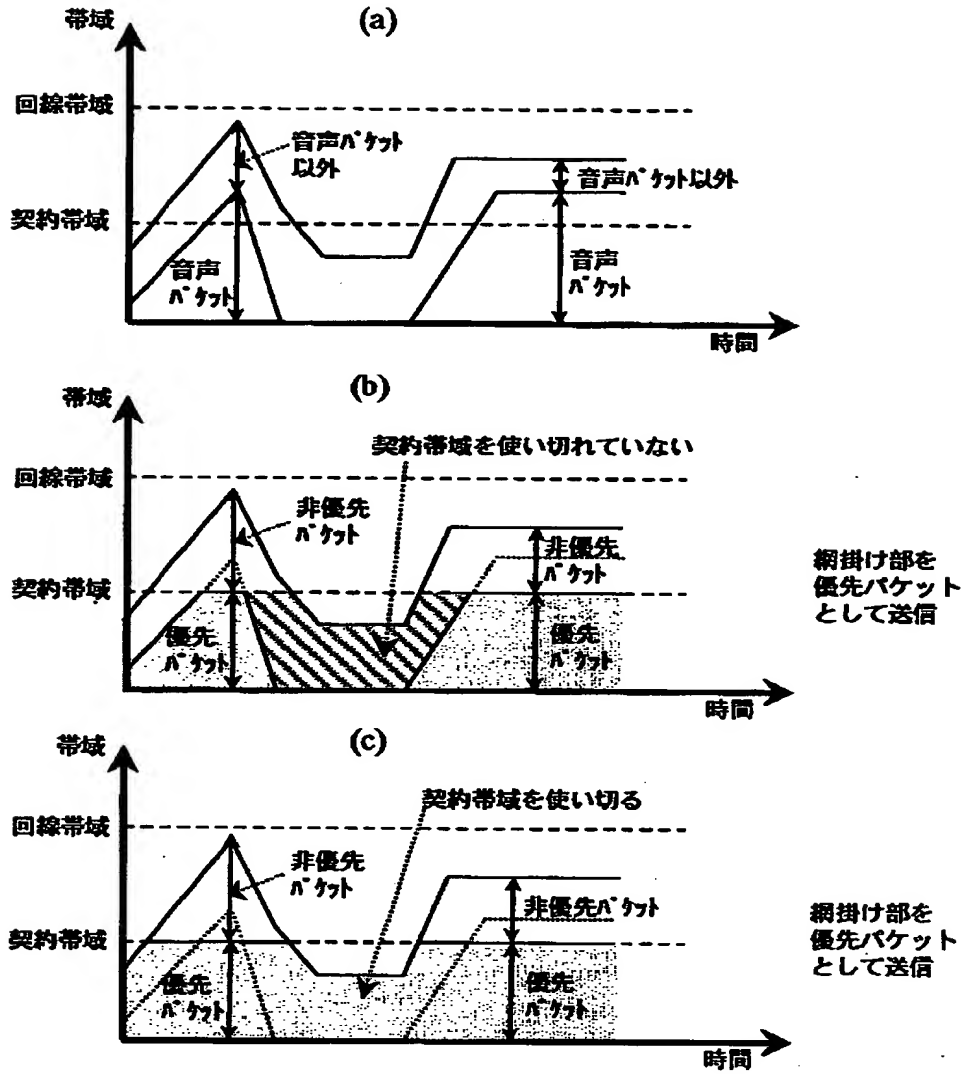 (a)
帯域
回線帯域
音声パケット
以外
音声パケット以外
契約帯域
音声
パケット
音声
パケット
時間
(b)
帯域
契約帯域を使い切れていない
回線帯域
非優先
パケット
非優先
パケット
契約帯域
優先
パケット
優先
パケット
網掛け部を
優先パケット
として送信
時間
(c)
帯域
契約帯域を使い切る
回線帯域
非優先
パケット
非優先パケット
契約帯域
優先
パケット
優先
パケット
網掛け部を
優先パケット
として送信
時間